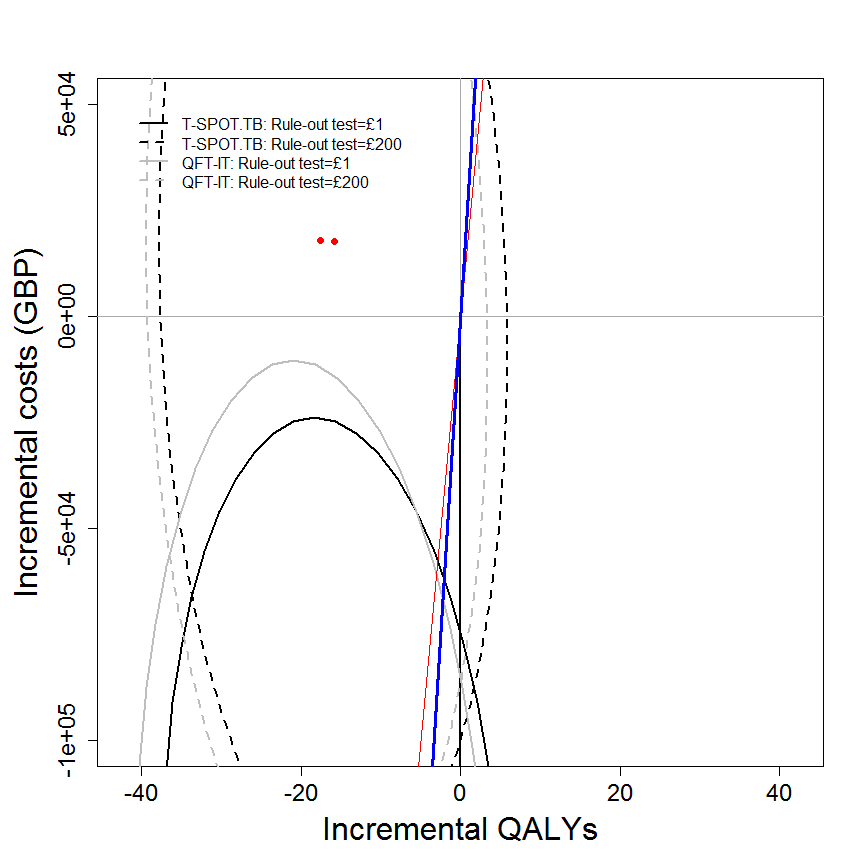 T-SPOT.TB: Rule-out test=£1
T-SPOT.TB: Rule-out test=£200
QFT-IT: Rule-out test=£1
QFT-IT: Rule-out test=£200
Incremental costs (GBP)
5e+04
0e+00
-5e+04
-1e+05
-40 -20 0 20 40
Incremental QALYs